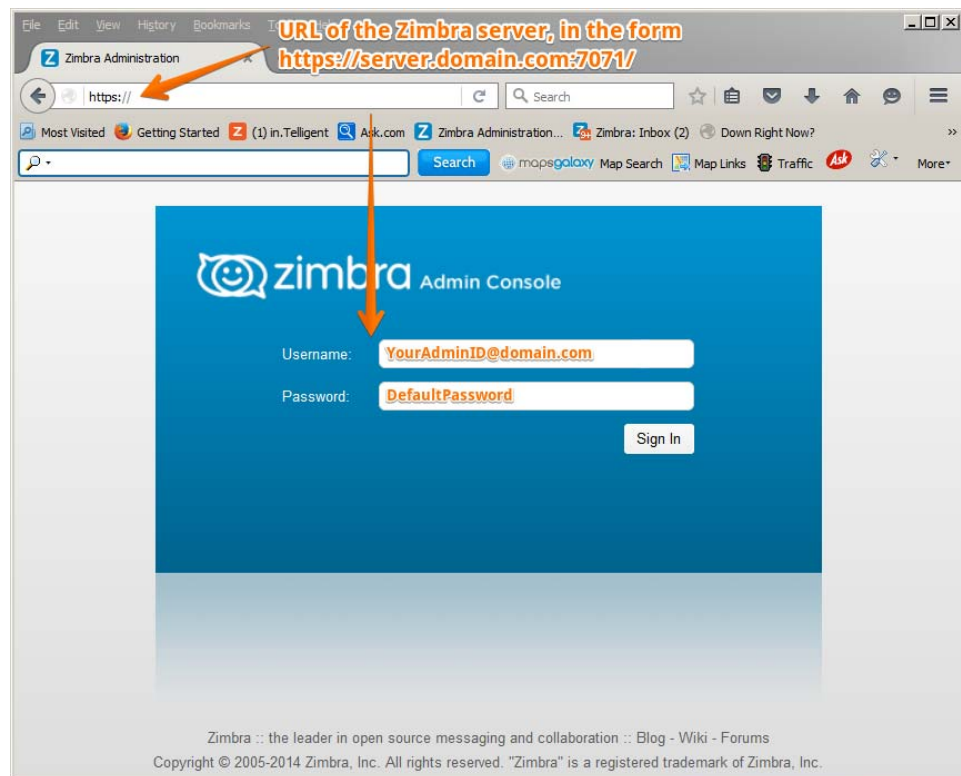 File Edit View History Bookmarks
URL of the Zimbra server, in the form
https://server.domain.com:7071/
Zimbra Administration
https://
Search
Most Visited Getting Started (1) in.Telligent Ask.com Zimbra Administration... Zimbra: Inbox (2) Down Right Now? »
Search mapsgalaxy Map Search Map Links Traffic Ask More
zimbra Admin Console
Username: YourAdminID@domain.com
Password: DefaultPassword
Sign In
Zimbra :: the leader in open source messaging and collaboration :: Blog - Wiki - Forums
Copyright © 2005-2014 Zimbra, Inc. All rights reserved. "Zimbra" is a registered trademark of Zimbra, Inc.